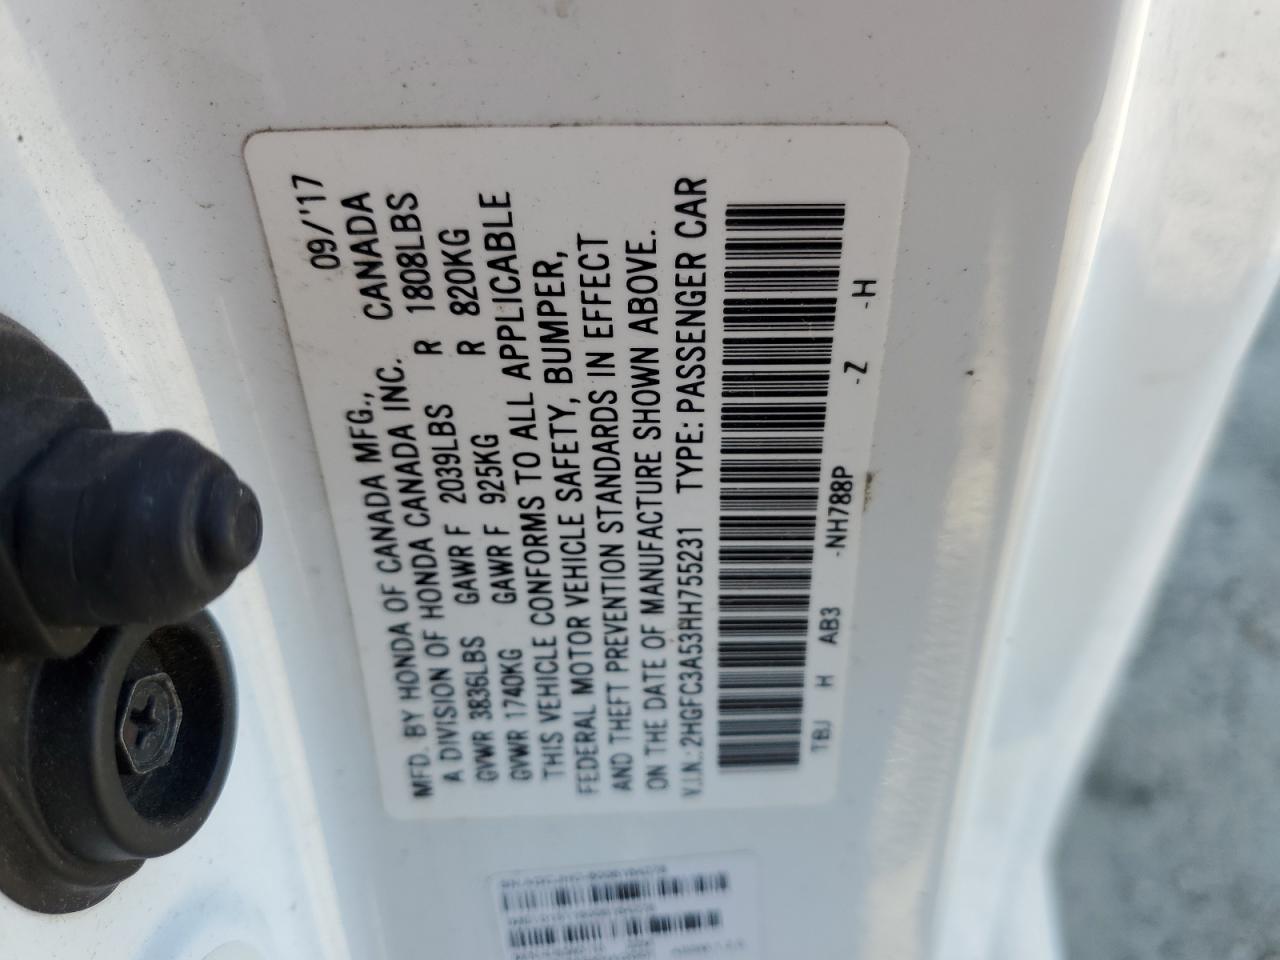 09/'17
MFD. BY HONDA OF CANADA MFG., CANADA
A DIVISION OF HONDA CANADA INC.
GVWR 3836LBS GAWR F 2039LBS R 1808LBS
GVWR 1740KG GAWR F 925KG R 820KG
THIS VEHICLE CONFORMS TO ALL APPLICABLE
FEDERAL MOTOR VEHICLE SAFETY, BUMPER,
AND THEFT PREVENTION STANDARDS IN EFFECT
ON THE DATE OF MANUFACTURE SHOWN ABOVE.
V.I.N.: 2HGFC3A53HH755231 TYPE: PASSENGER CAR
TBJ H AB3 -NH788P -Z -H